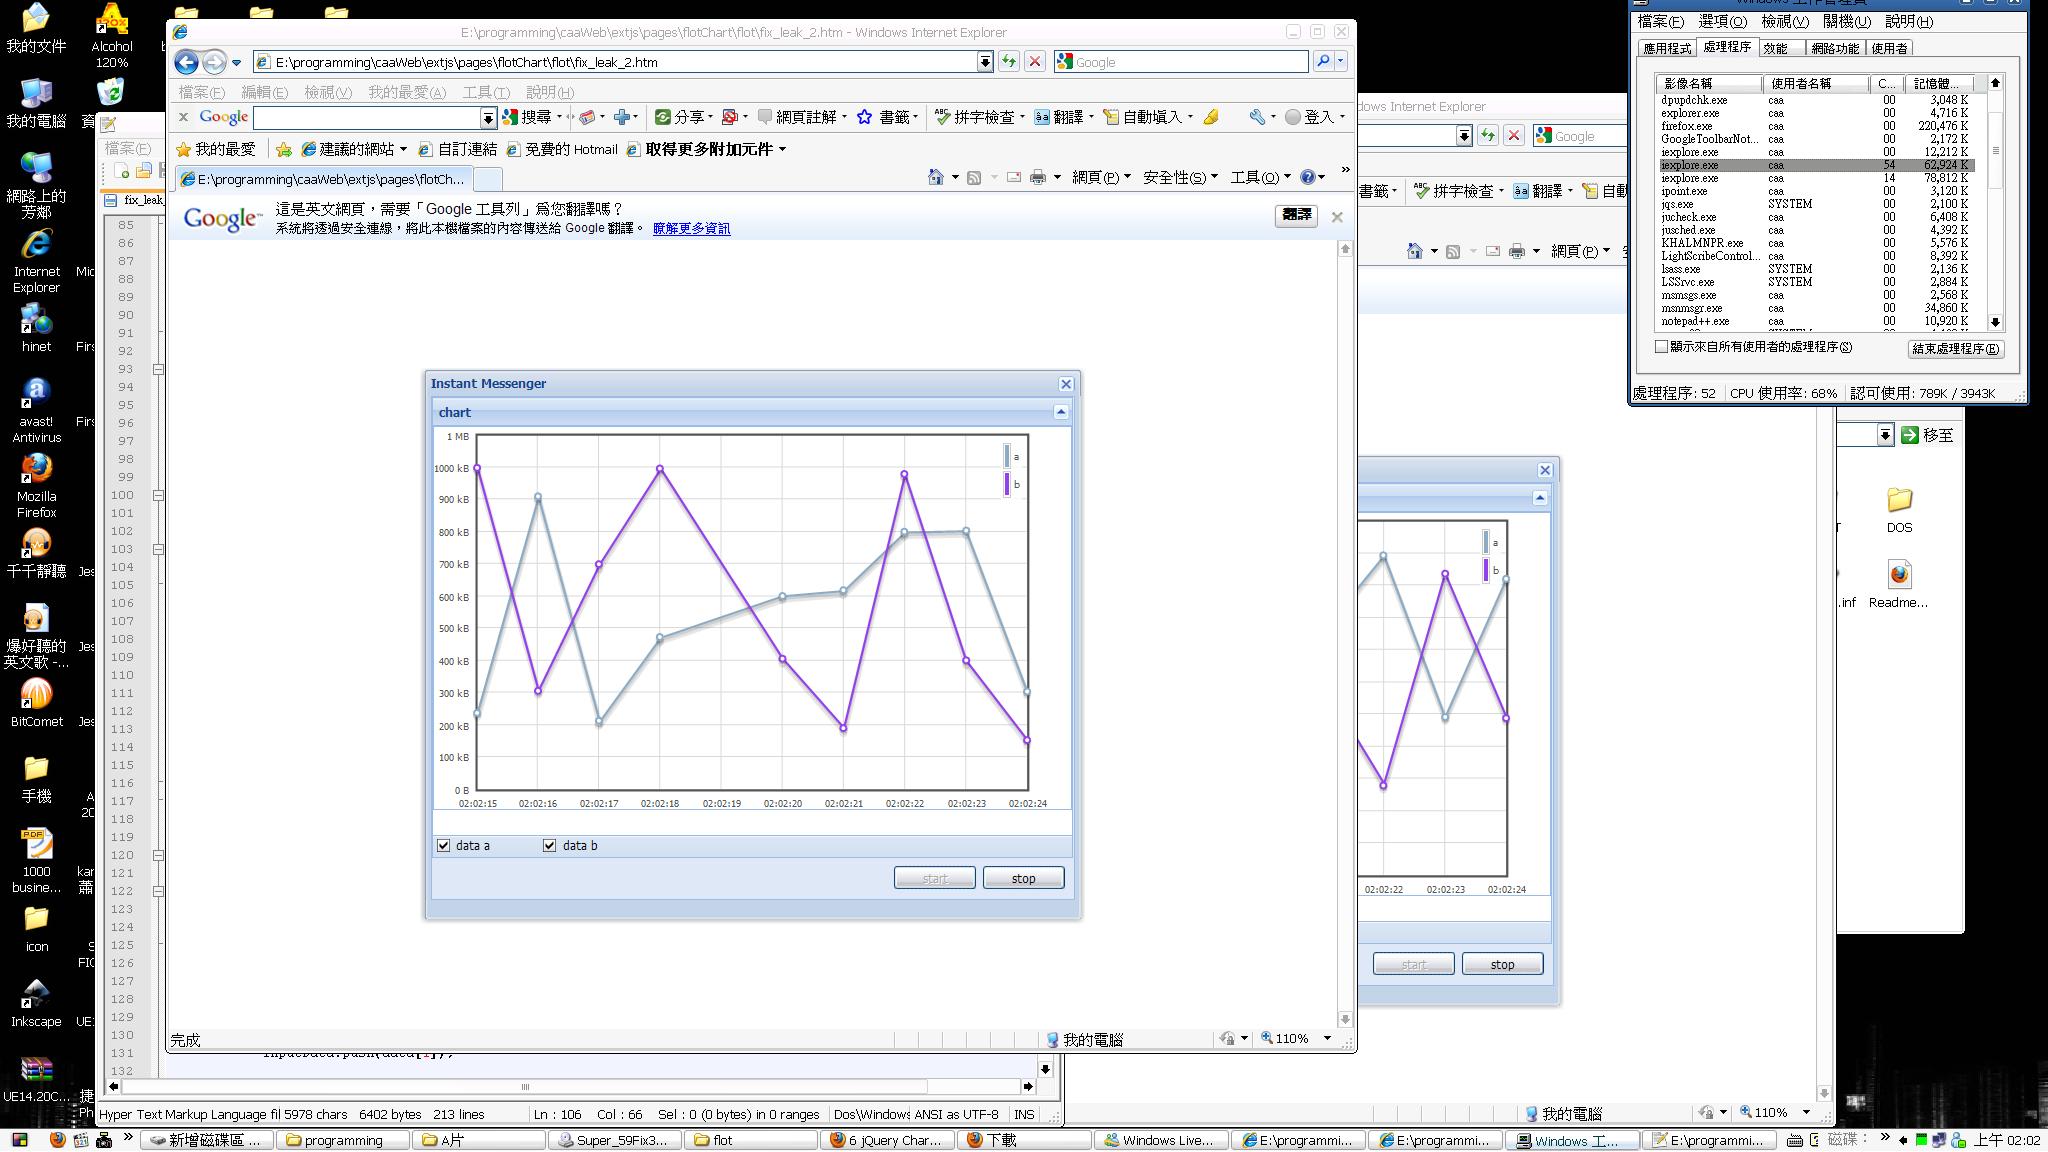 我的文件
Alcohol
120%
我的電腦
網路上的
芳鄰
Internet
Explorer
hinet
avast!
Antivirus
Mozilla
Firefox
千千靜聽
爆好聽的
英文歌 -...
BitComet
手機
1000
busine...
icon
Inkscape
UE14.20C...
E:\programming\caaWeb\extjs\pages\flotChart\flot\fix_leak_2.htm - Windows Internet Explorer
E:\programming\caaWeb\extjs\pages\flotChart\flot\fix_leak_2.htm
Google
檔案(F) 編輯(E) 檢視(V) 我的最愛(A) 工具(T) 說明(H)
x Google 搜尋 分享 網頁註解 書籤 拼字檢查 翻譯 自動填入 登入
我的最愛 建議的網站 自訂連結 免費的 Hotmail 取得更多附加元件
E:\programming\caaWeb\extjs\pages\flotCh...
網頁(P) 安全性(S) 工具(O)
Google 這是英文網頁，需要「Google 工具列」為您翻譯嗎？
系統將透過安全連線，將此本機檔案的內容傳送給 Google 翻譯。 瞭解更多資訊
翻譯
Instant Messenger
chart
1 MB
1000 kB
900 kB
800 kB
700 kB
600 kB
500 kB
400 kB
300 kB
200 kB
100 kB
0 B
a
b
02:02:15 02:02:16 02:02:17 02:02:18 02:02:19 02:02:20 02:02:21 02:02:22 02:02:23 02:02:24
data a data b
start stop
完成
我的電腦
110%
檔案(F)
fix_leak
85
86
87
88
89
90
91
92
93
94
95
96
97
98
99
100
101
102
103
104
105
106
107
108
109
110
111
112
113
114
115
116
117
118
119
120
121
122
123
124
125
126
127
128
129
130
131
132
Hyper Text Markup Language fil 5978 chars 6402 bytes 213 lines
Ln : 106 Col : 66 Sel : 0 (0 bytes) in 0 ranges
Dos\Windows ANSI as UTF-8 INS
dows Internet Explorer
Google
書籤 拼字檢查 翻譯 自動
網頁(P)
a
b
02:02:22 02:02:23 02:02:24
start stop
我的電腦
110%
Windows 工作管理員
檔案(F) 選項(O) 檢視(V) 關機(U) 說明(H)
應用程式 處理程序 效能 網路功能 使用者
影像名稱 使用者名稱 C... 記憶體...
dpupdchk.exe caa 00 3,048 K
explorer.exe caa 00 4,716 K
firefox.exe caa 00 220,476 K
GoogleToolbarNot... caa 00 2,172 K
iexplore.exe caa 00 12,212 K
iexplore.exe caa 54 62,924 K
iexplore.exe caa 14 78,812 K
ipoint.exe caa 00 3,120 K
jqs.exe SYSTEM 00 2,100 K
jucheck.exe caa 00 6,408 K
jusched.exe caa 00 4,392 K
KHALMNPR.exe caa 00 5,576 K
LightScribeControl... caa 00 8,392 K
lsass.exe SYSTEM 00 2,136 K
LSSrvc.exe SYSTEM 00 2,884 K
msmsgs.exe caa 00 2,568 K
msnmsgr.exe caa 00 34,860 K
notepad++.exe caa 00 10,920 K
顯示來自所有使用者的處理程序(S)
結束處理程序(E)
處理程序: 52 CPU 使用率: 68% 認可使用: 789K / 3943K
移至
DOS
.inf Readme...
新增磁碟區 ... programming A片 Super_59Fix3... flot 6 jQuery Char... 下載 Windows Live... E:\programmi... E:\programmi... Windows 工... E:\programmi...
磁碟： 上午 02:02